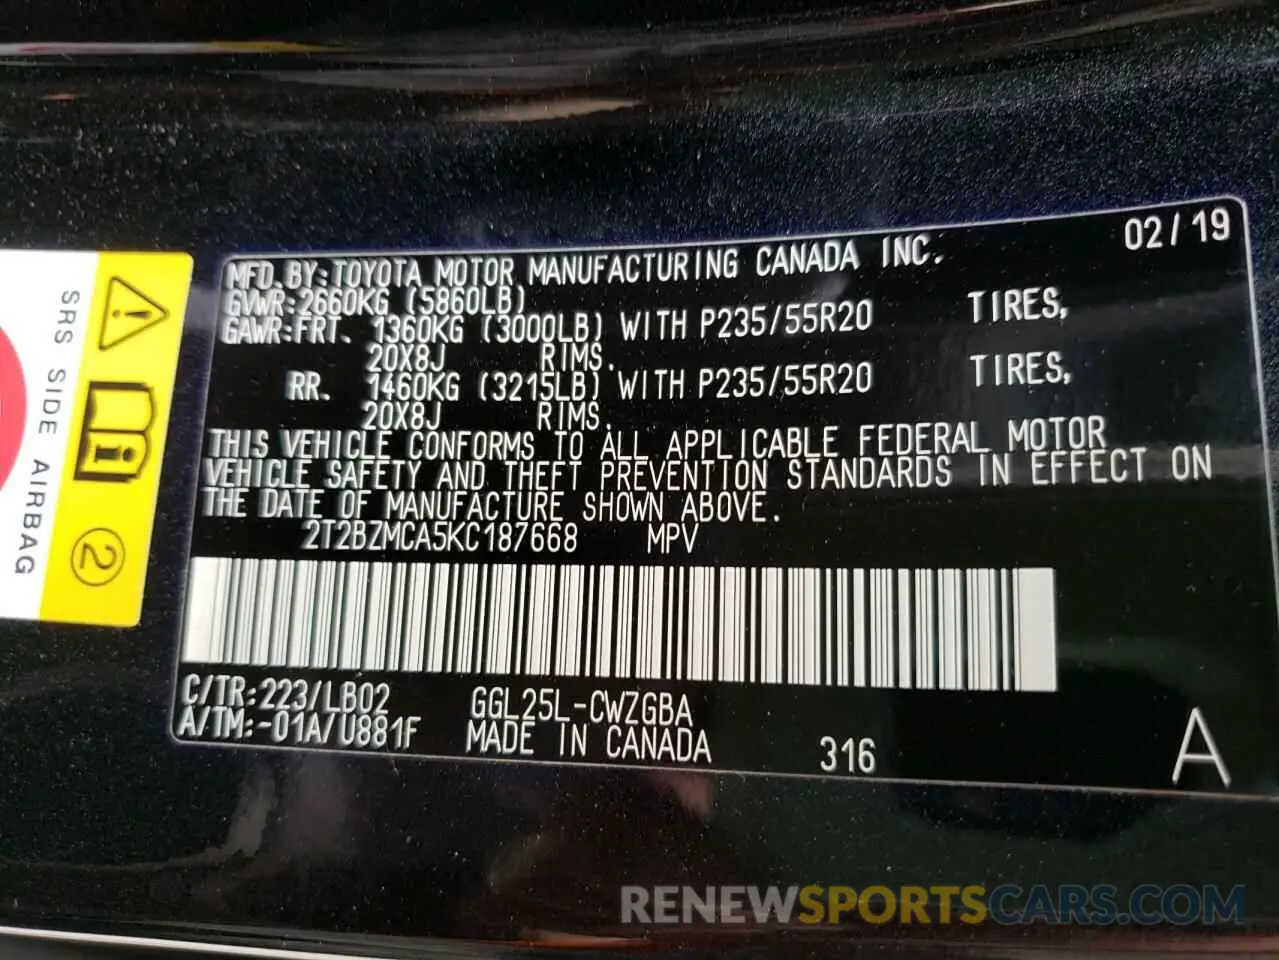 02/19
MFD.BY:TOYOTA MOTOR MANUFACTURING CANADA INC.
GVWR:2660KG (5860LB)
GAWR:FRT. 1360KG (3000LB) WITH P235/55R20 TIRES,
20X8J RIMS.
RR. 1460KG (3215LB) WITH P235/55R20 TIRES,
20X8J RIMS.
THIS VEHICLE CONFORMS TO ALL APPLICABLE FEDERAL MOTOR
VEHICLE SAFETY AND THEFT PREVENTION STANDARDS IN EFFECT ON
THE DATE OF MANUFACTURE SHOWN ABOVE.
2T2BZMCA5KC187668 MPV
C/TR:223/LB02 GGL25L-CWZGBA
A/TM:-01A/U881F MADE IN CANADA 316 A
SRS SIDE AIRBAG
2
RENEWSPORTSCARS.COM